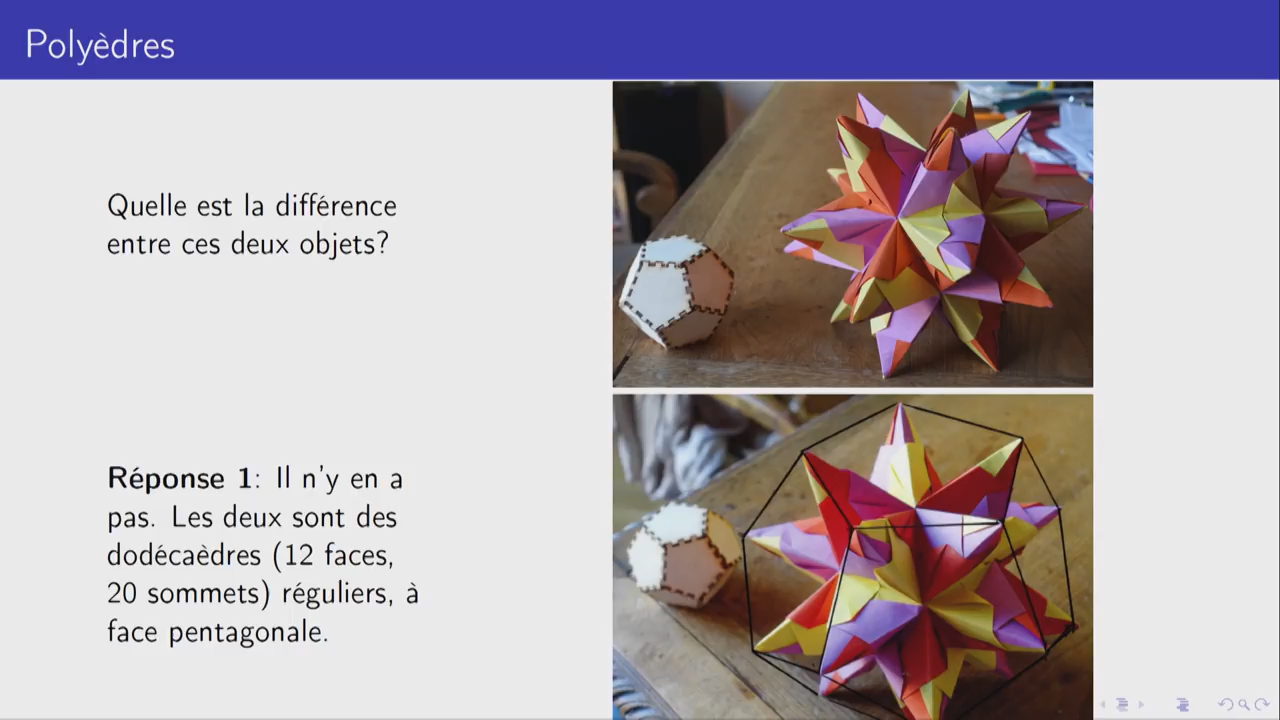 Polyèdres
Quelle est la différence
entre ces deux objets?
Réponse 1: Il n'y en a
pas. Les deux sont des
dodécaèdres (12 faces,
20 sommets) réguliers, à
face pentagonale.